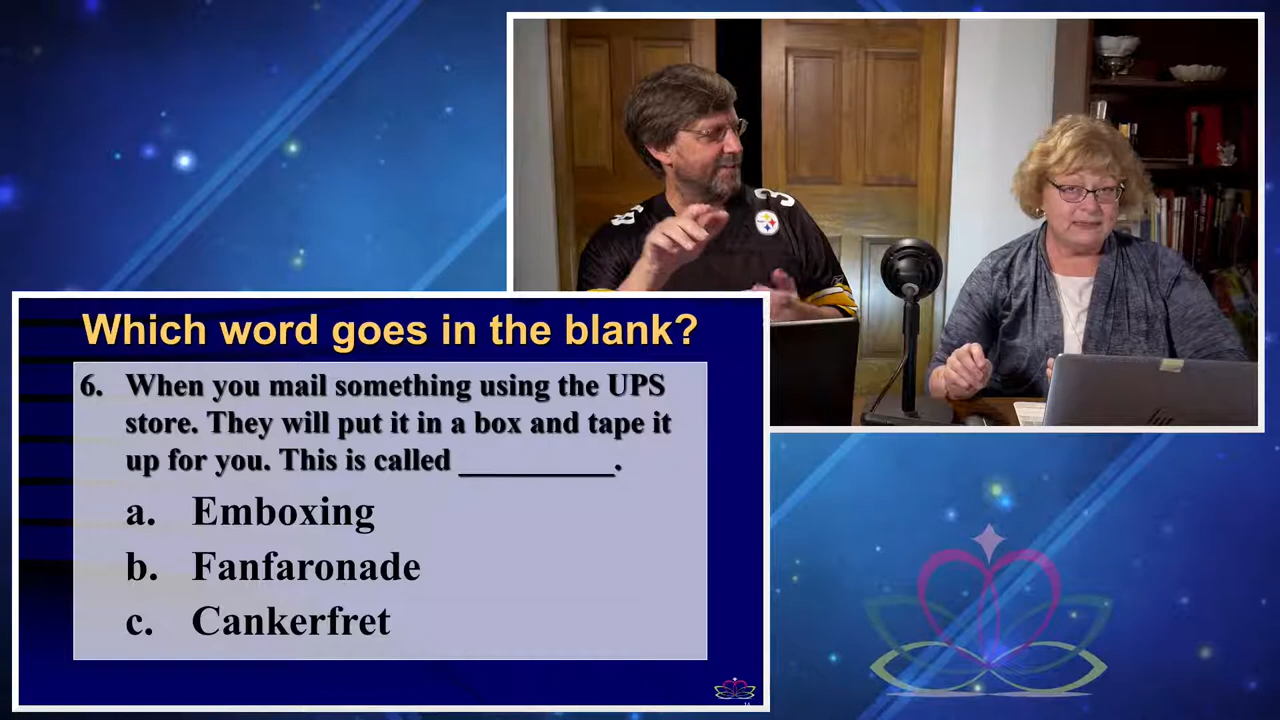 Which word goes in the blank?
6. When you mail something using the UPS
store. They will put it in a box and tape it
up for you. This is called __________.
a. Emboxing
b. Fanfaronade
c. Cankerfret